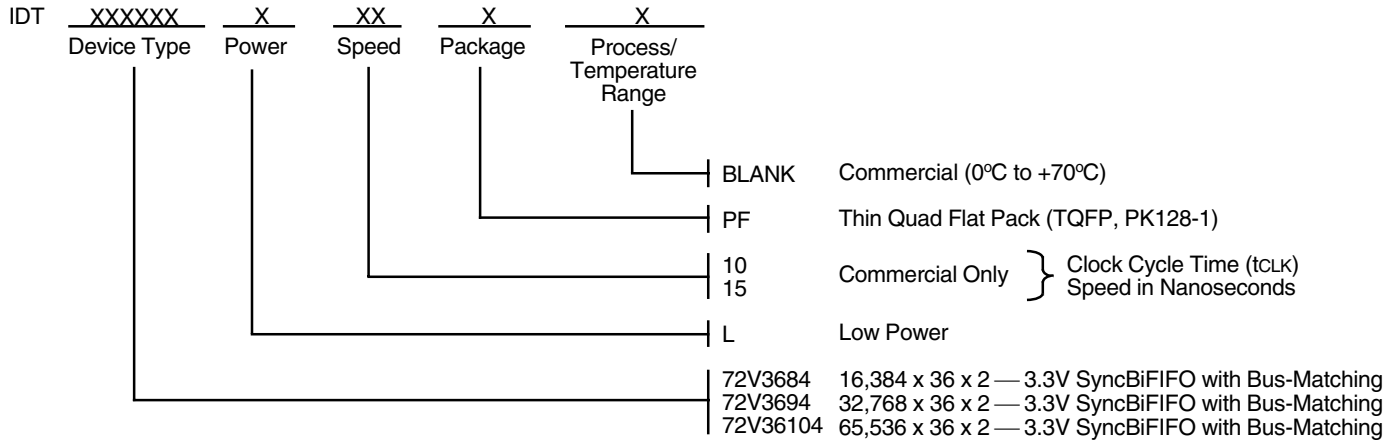 IDT XXXXXX X XX X X
Device Type Power Speed Package Process/
Temperature
Range
BLANK Commercial (0ºC to +70ºC)
PF Thin Quad Flat Pack (TQFP, PK128-1)
10
15
Commercial Only
Clock Cycle Time (tCLK)
Speed in Nanoseconds
L Low Power
72V3684 16,384 x 36 x 2 — 3.3V SyncBiFIFO with Bus-Matching
72V3694 32,768 x 36 x 2 — 3.3V SyncBiFIFO with Bus-Matching
72V36104 65,536 x 36 x 2 — 3.3V SyncBiFIFO with Bus-Matching